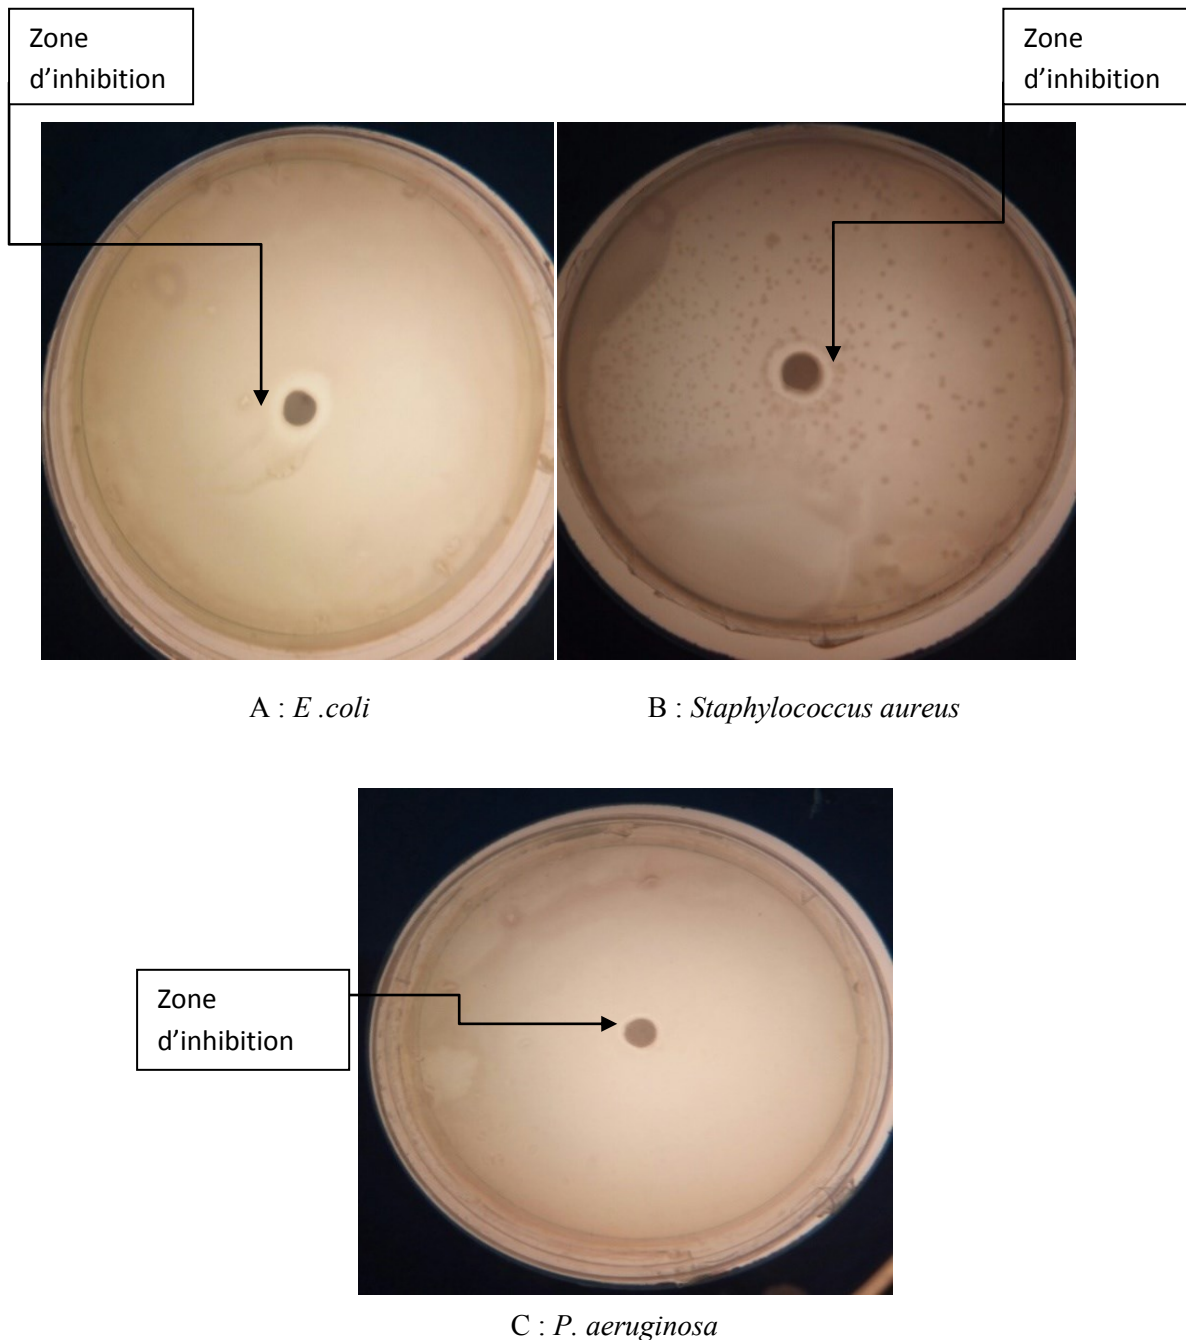 Zone
d’inhibition
Zone
d’inhibition
A : E .coli
B : Staphylococcus aureus
Zone
d’inhibition
C : P. aeruginosa